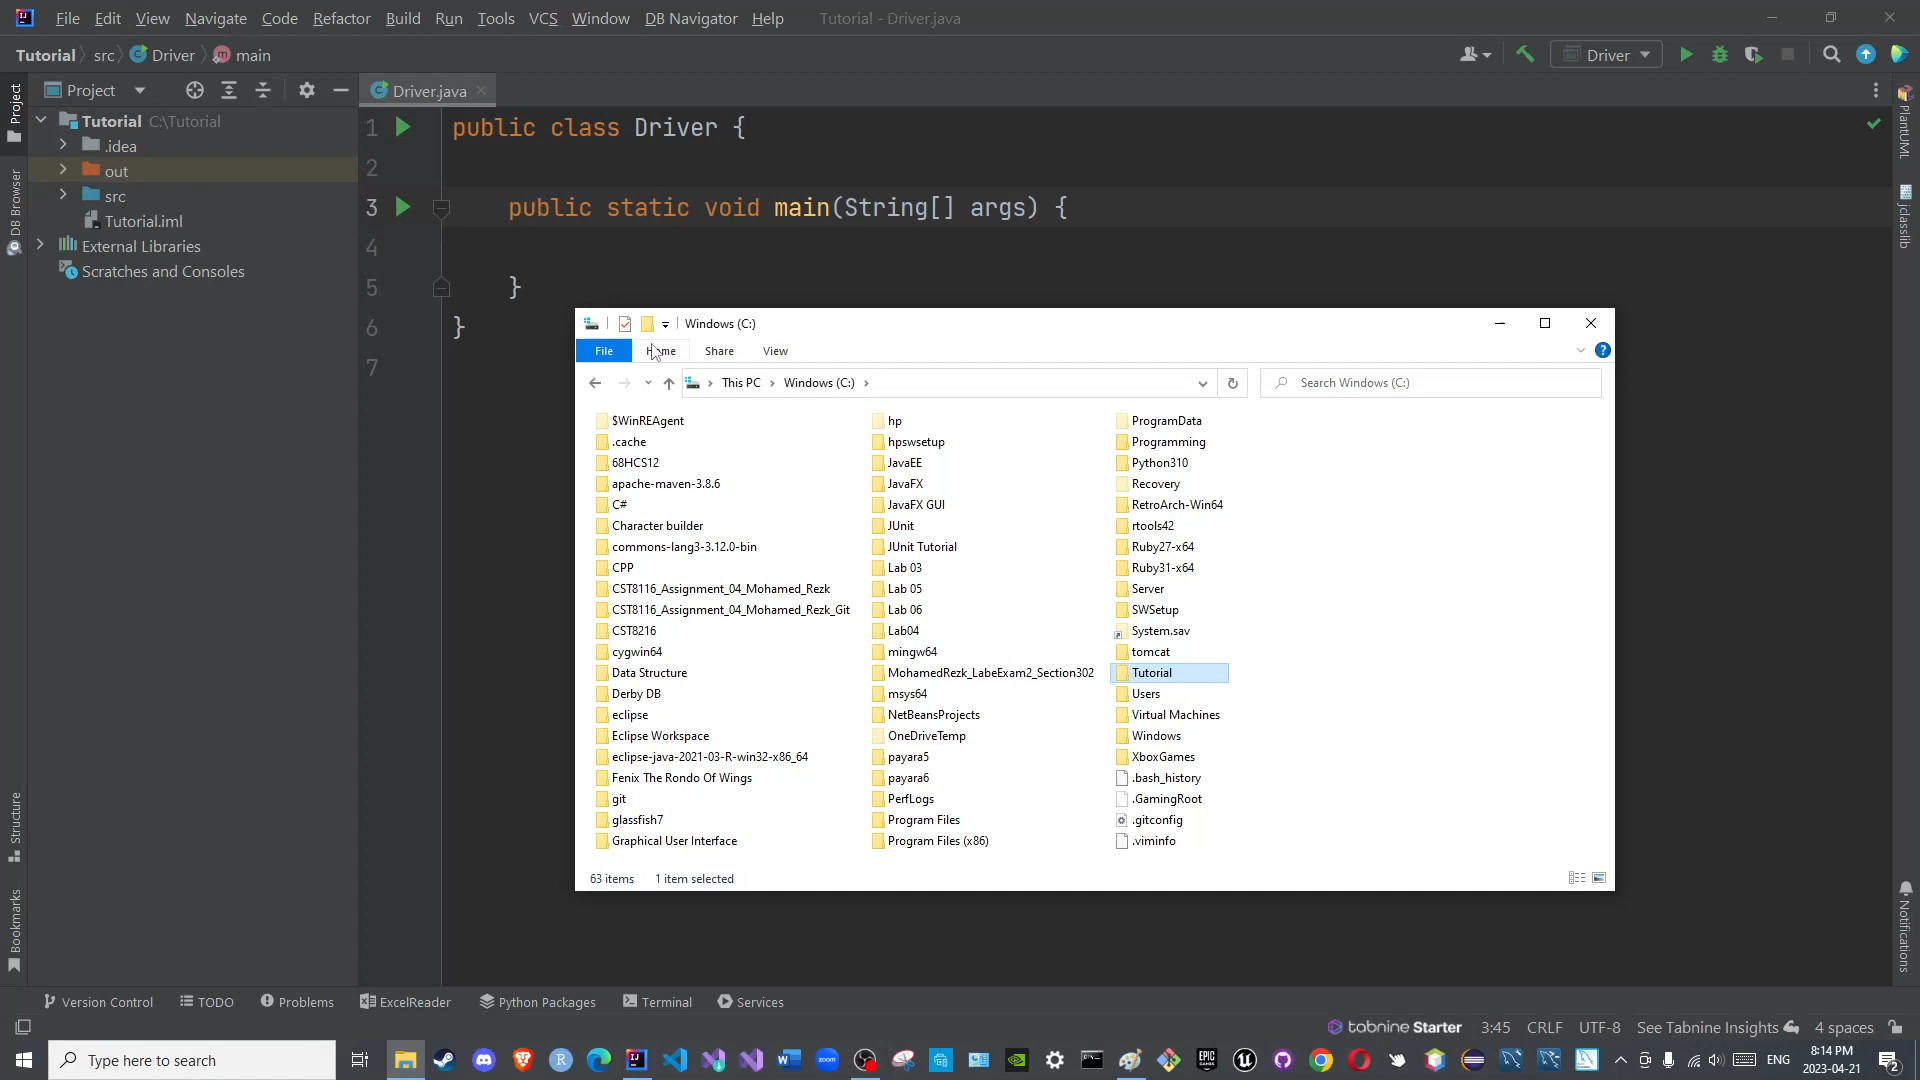 File Edit View Navigate Code Refactor Build Run Tools VCS Window DB Navigator Help Tutorial - Driver.java
Tutorial src Driver main
Driver
Project
Driver.java
Project
DB Browser
Structure
Bookmarks
Tutorial C:\Tutorial
.idea
out
src
Tutorial.iml
External Libraries
Scratches and Consoles
1 public class Driver {
2
3 public static void main(String[] args) {
4
5 }
6 }
7
PlantUML
jclasslib
Notifications
Windows (C:)
File Home Share View
This PC Windows (C:)
Search Windows (C:)
$WinREAgent
.cache
68HCS12
apache-maven-3.8.6
C#
Character builder
commons-lang3-3.12.0-bin
CPP
CST8116_Assignment_04_Mohamed_Rezk
CST8116_Assignment_04_Mohamed_Rezk_Git
CST8216
cygwin64
Data Structure
Derby DB
eclipse
Eclipse Workspace
eclipse-java-2021-03-R-win32-x86_64
Fenix The Rondo Of Wings
git
glassfish7
Graphical User Interface
hp
hpswsetup
JavaEE
JavaFX
JavaFX GUI
JUnit
JUnit Tutorial
Lab 03
Lab 05
Lab 06
Lab04
mingw64
MohamedRezk_LabeExam2_Section302
msys64
NetBeansProjects
OneDriveTemp
payara5
payara6
PerfLogs
Program Files
Program Files (x86)
ProgramData
Programming
Python310
Recovery
RetroArch-Win64
rtools42
Ruby27-x64
Ruby31-x64
Server
SWSetup
System.sav
tomcat
Tutorial
Users
Virtual Machines
Windows
XboxGames
.bash_history
.GamingRoot
.gitconfig
.viminfo
63 items 1 item selected
Version Control TODO Problems ExcelReader Python Packages Terminal Services
tabnine Starter 3:45 CRLF UTF-8 See Tabnine Insights 4 spaces
Type here to search
ENG
8:14 PM
2023-04-21
2